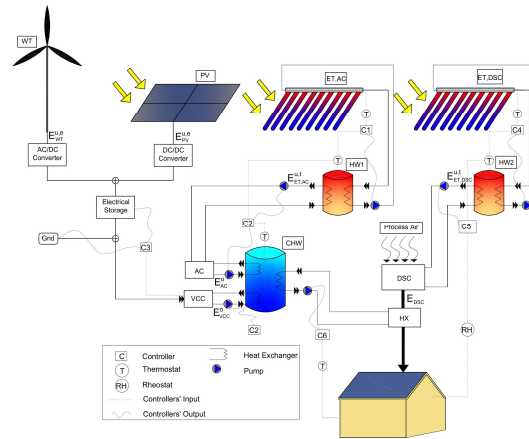 WT
PV
ET,AC
ET,DSC
T
T
C1
C4
E u,e WT
E u,e PV
AC/DC Converter
DC/DC Converter
T
HW1
T
HW2
E u,t ET,AC
E u,t ET,DSC
Electrical Storage
C2
C5
Process Air
Grid
C3
T
CHW
AC
E o AC
DSC
VCC
E o VCC
E DSC
C2
C6
HX
C Controller
T Thermostat
RH Rheostat
Controllers' Input
Controllers' Output
Heat Exchanger
Pump
T
RH